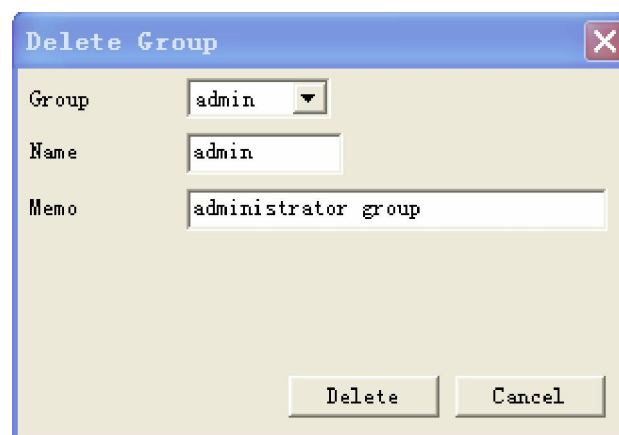 Delete Group
Group admin
Name admin
Memo administrator group
Delete Cancel